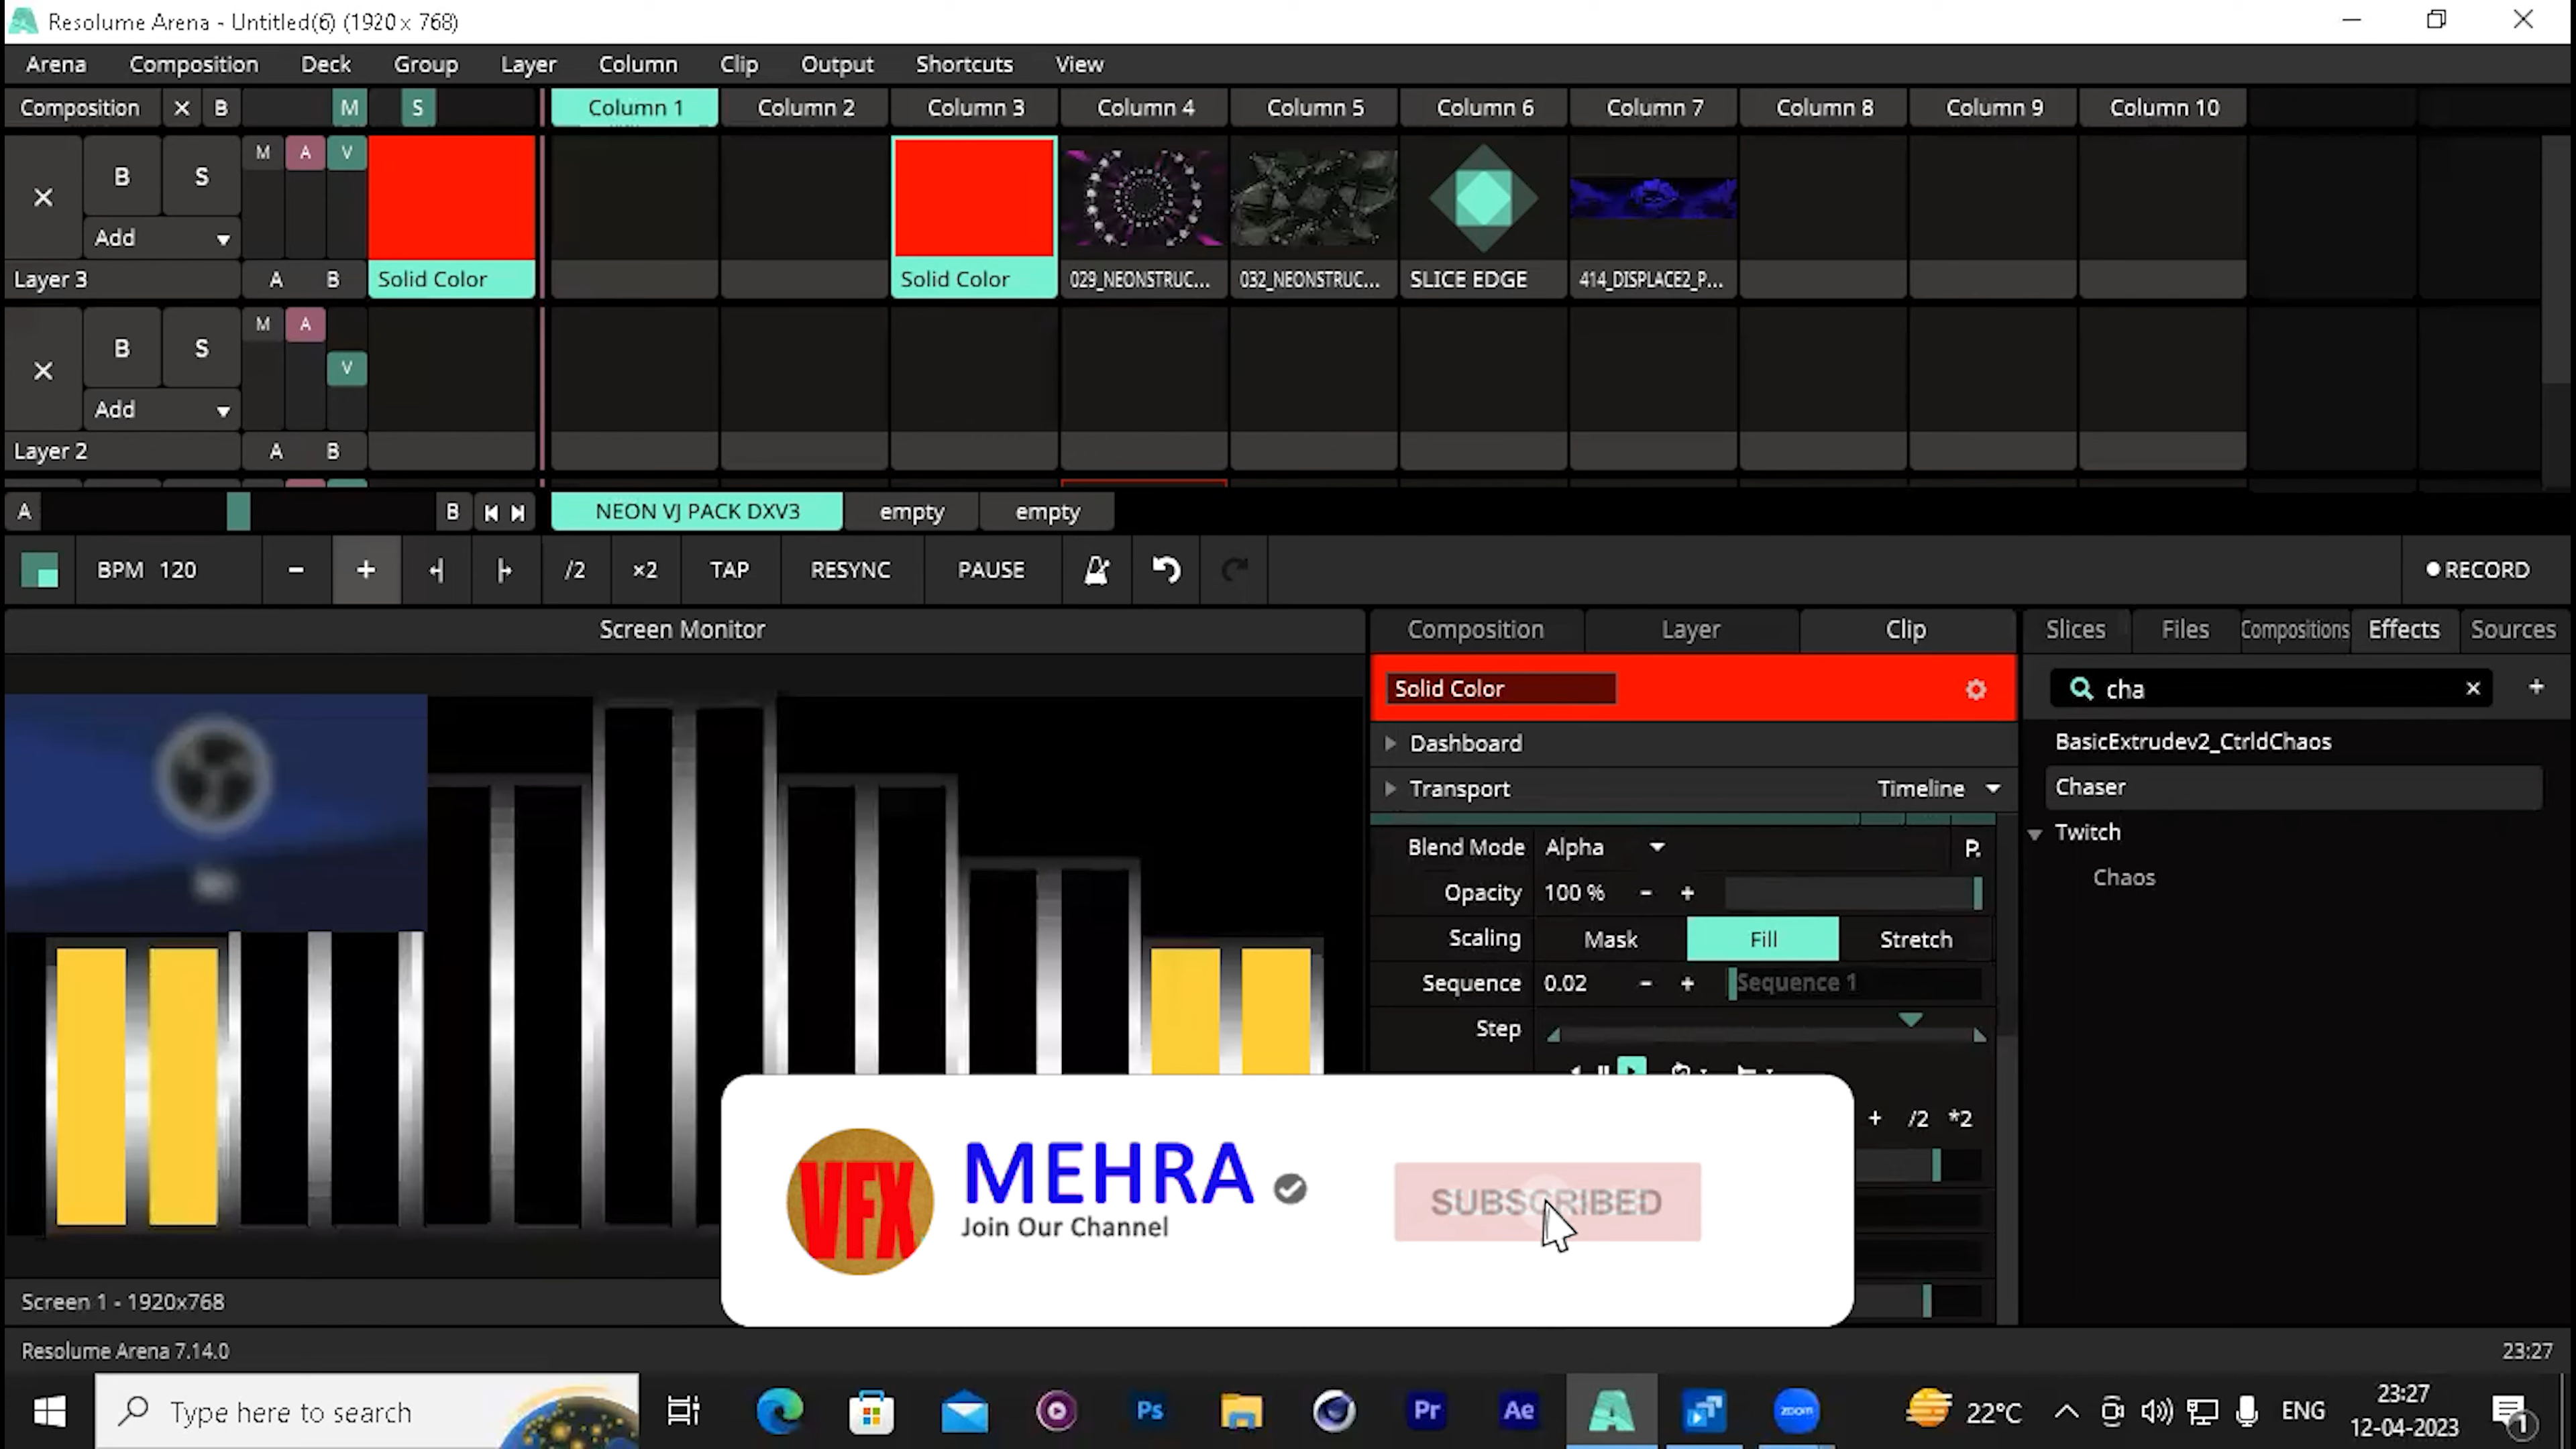 Resolume Arena - Untitled(6) (1920 x 768)
Arena Composition Deck Group Layer Column Clip Output Shortcuts View
Composition B M S Column 1 Column 2 Column 3 Column 4 Column 5 Column 6 Column 7 Column 8 Column 9 Column 10
B S M A V
Add
Layer 3 A B Solid Color Solid Color 029_NEONSTRUC... 032_NEONSTRUC... SLICE EDGE 414_DISPLACE2_P...
B S M A V
Add
Layer 2 A B
A B NEON VJ PACK DXV3 empty empty
BPM 120 - + /2 ×2 TAP RESYNC PAUSE RECORD
Screen Monitor
Composition Layer Clip
Slices Files Compositions Effects Sources
Solid Color
cha
Dashboard
BasicExtrudev2_CtrldChaos
Transport Timeline
Chaser
Blend Mode Alpha P.
Twitch
Opacity 100 % - +
Chaos
Scaling Mask Fill Stretch
Sequence 0.02 - + Sequence 1
Step
+ /2 *2
VFX MEHRA
Join Our Channel
SUBSCRIBED
Screen 1 - 1920x768
Resolume Arena 7.14.0 23:27
Type here to search
Ps Pr Ae zoom
22°C ENG
23:27
12-04-2023
1